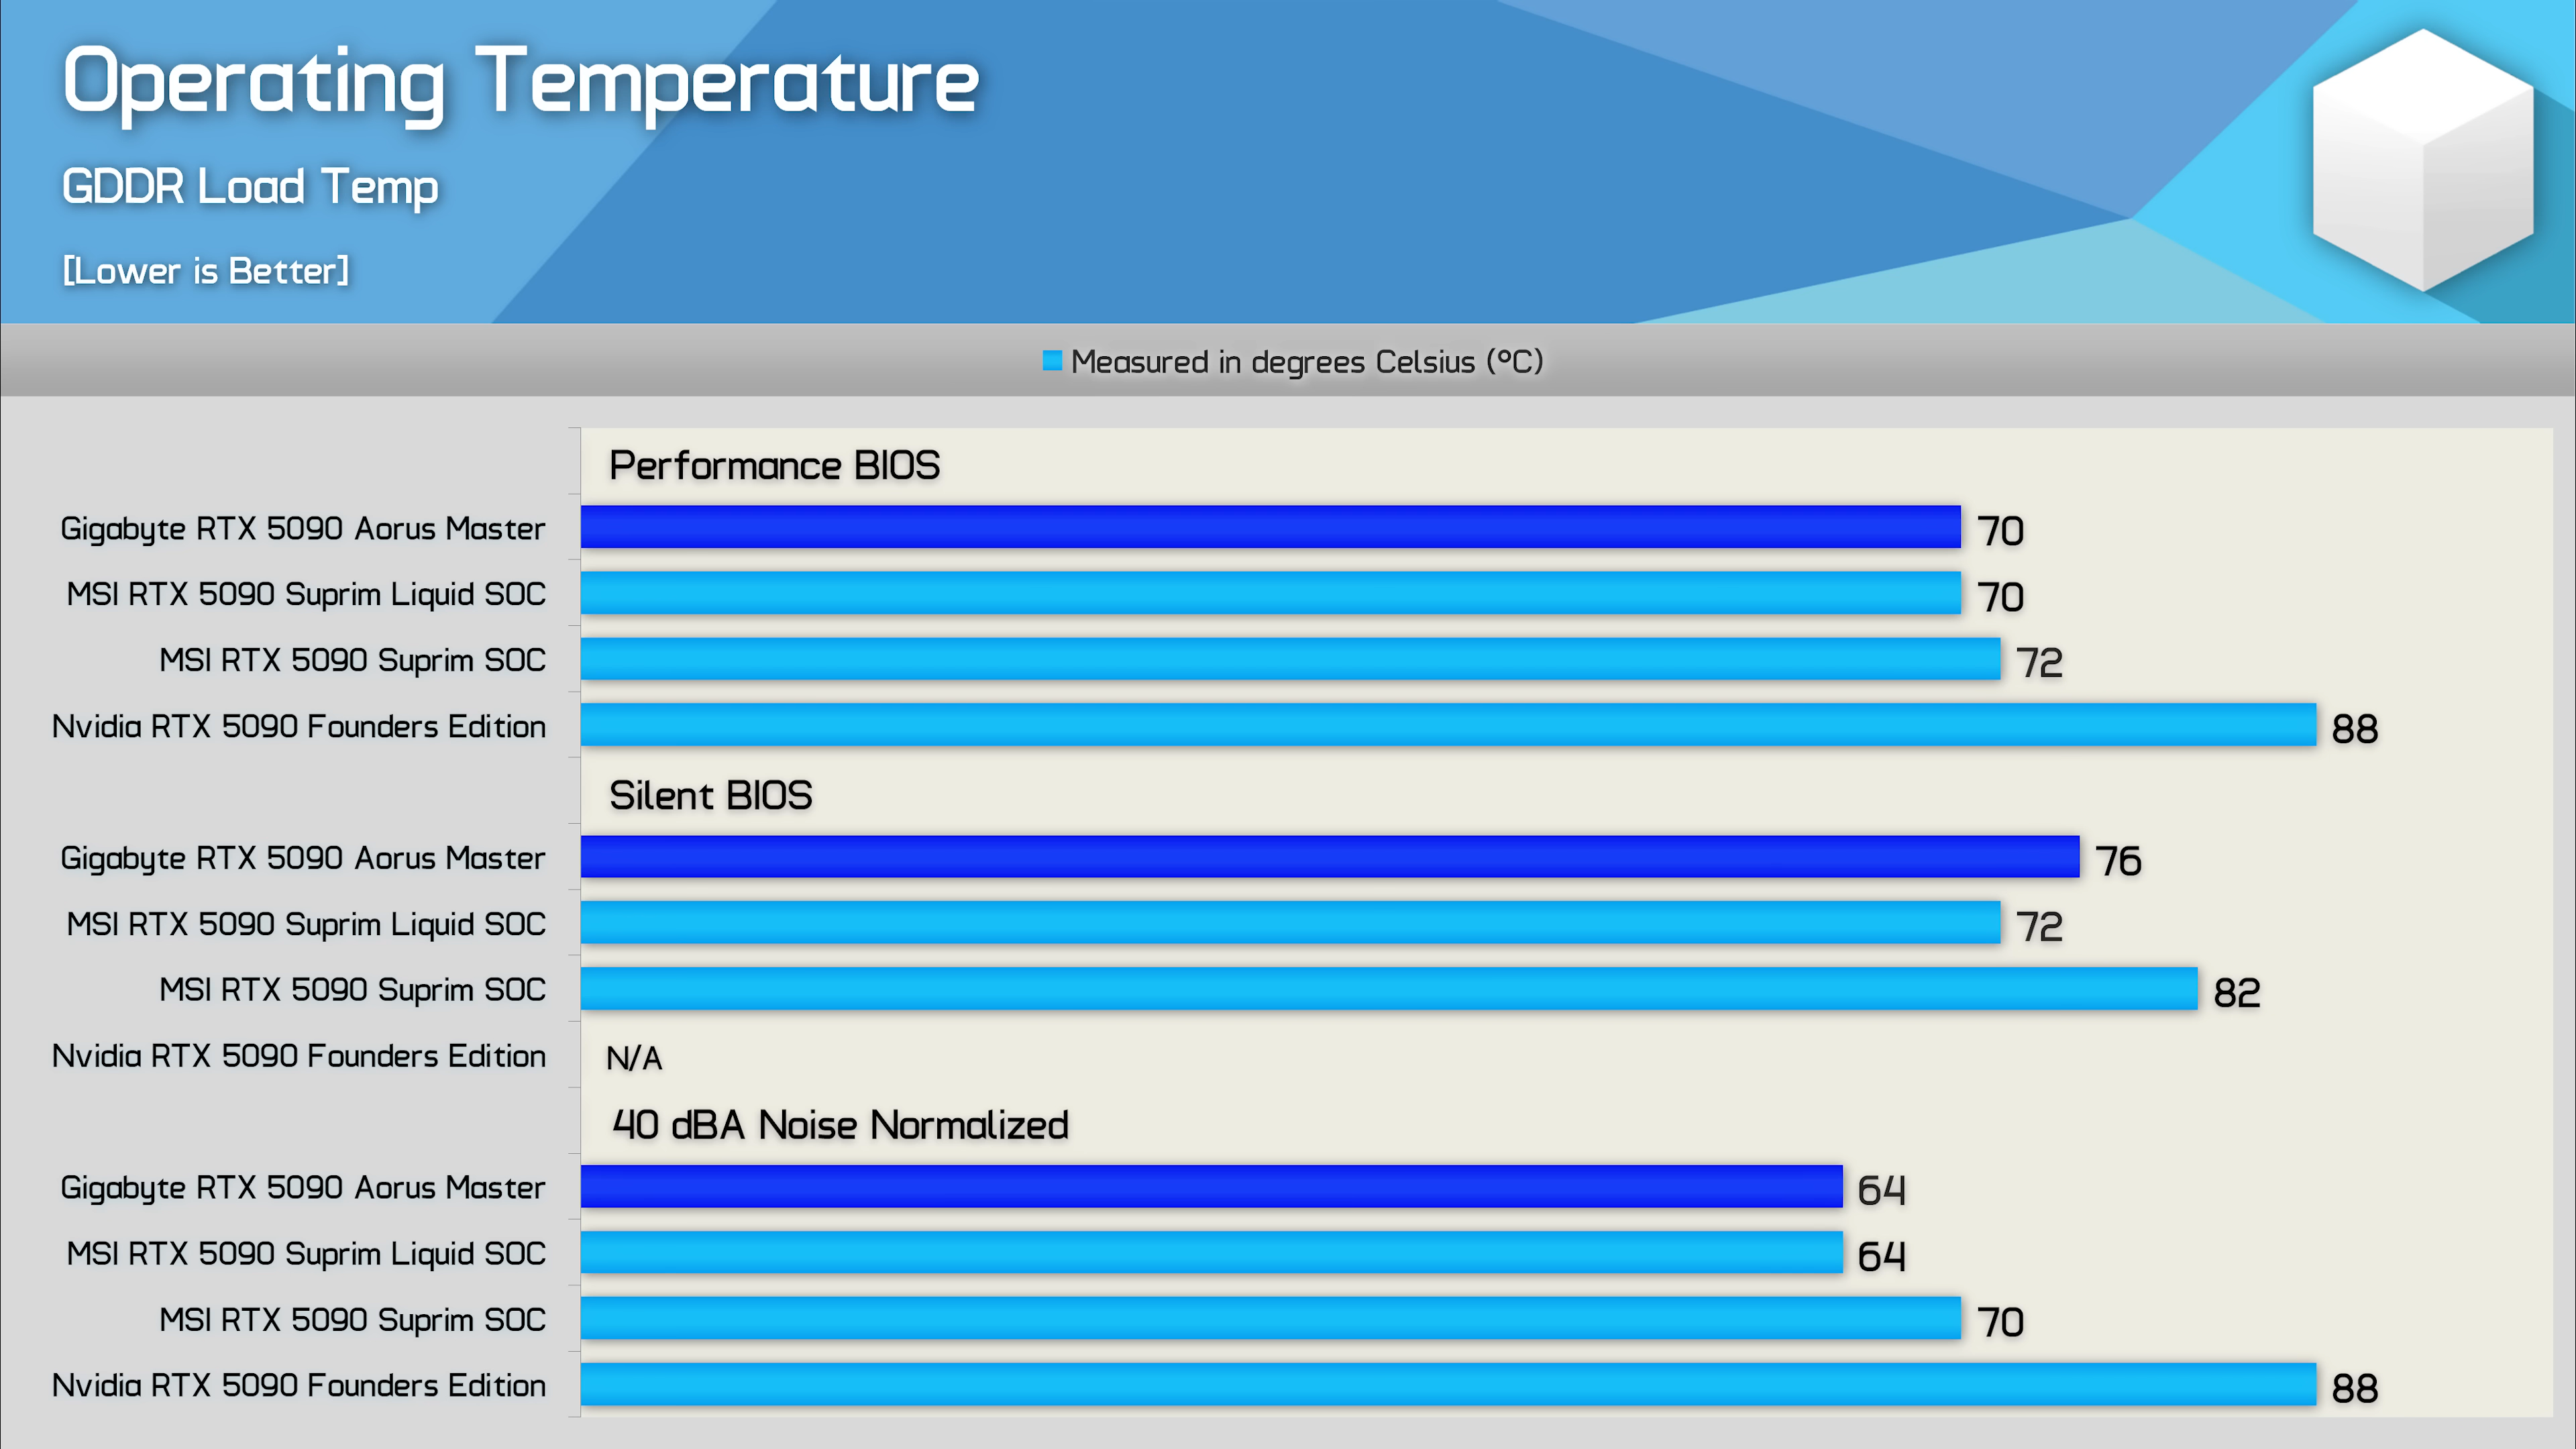 Operating Temperature
GDDR Load Temp
[Lower is Better]
Measured in degrees Celsius (°C)
Performance BIOS
Gigabyte RTX 5090 Aorus Master 70
MSI RTX 5090 Suprim Liquid SOC 70
MSI RTX 5090 Suprim SOC 72
Nvidia RTX 5090 Founders Edition 88
Silent BIOS
Gigabyte RTX 5090 Aorus Master 76
MSI RTX 5090 Suprim Liquid SOC 72
MSI RTX 5090 Suprim SOC 82
Nvidia RTX 5090 Founders Edition N/A
40 dBA Noise Normalized
Gigabyte RTX 5090 Aorus Master 64
MSI RTX 5090 Suprim Liquid SOC 64
MSI RTX 5090 Suprim SOC 70
Nvidia RTX 5090 Founders Edition 88